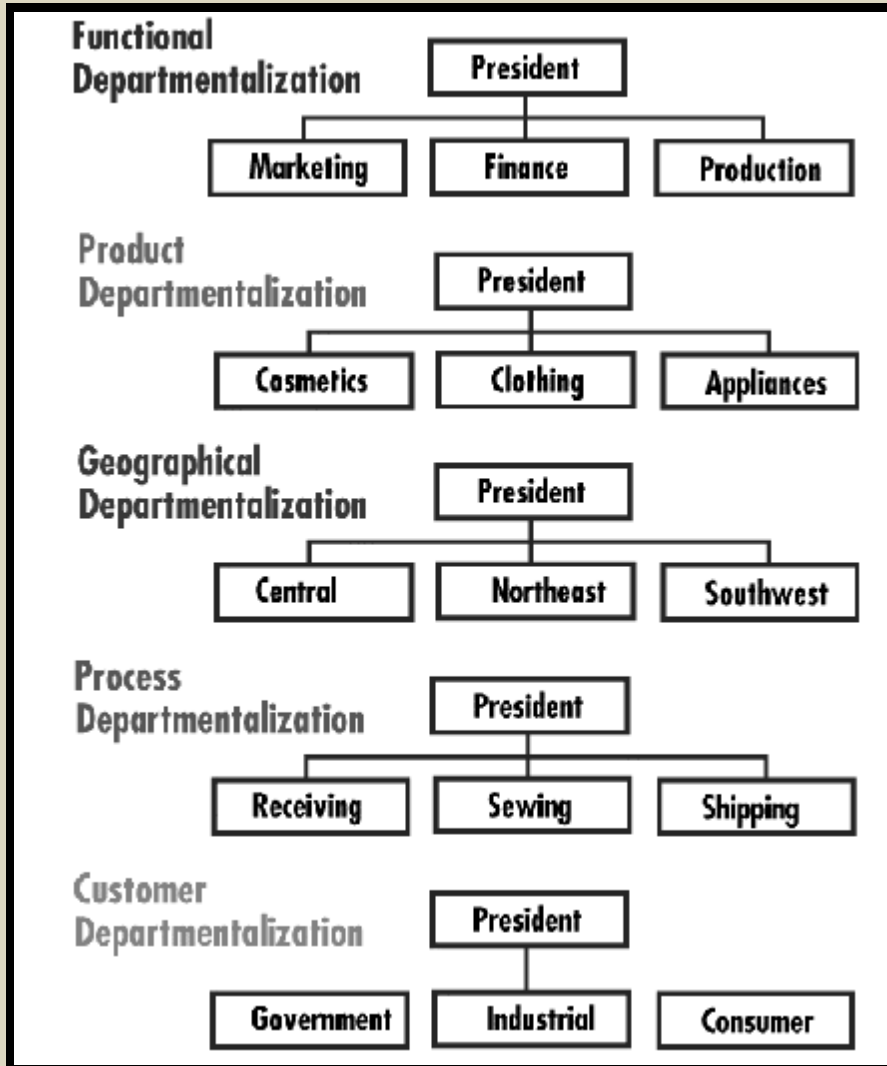 Functional
Departmentalization
President
Marketing
Finance
Production
Product
Departmentalization
President
Cosmetics
Clothing
Appliances
Geographical
Departmentalization
President
Central
Northeast
Southwest
Process
Departmentalization
President
Receiving
Sewing
Shipping
Customer
Departmentalization
President
Government
Industrial
Consumer